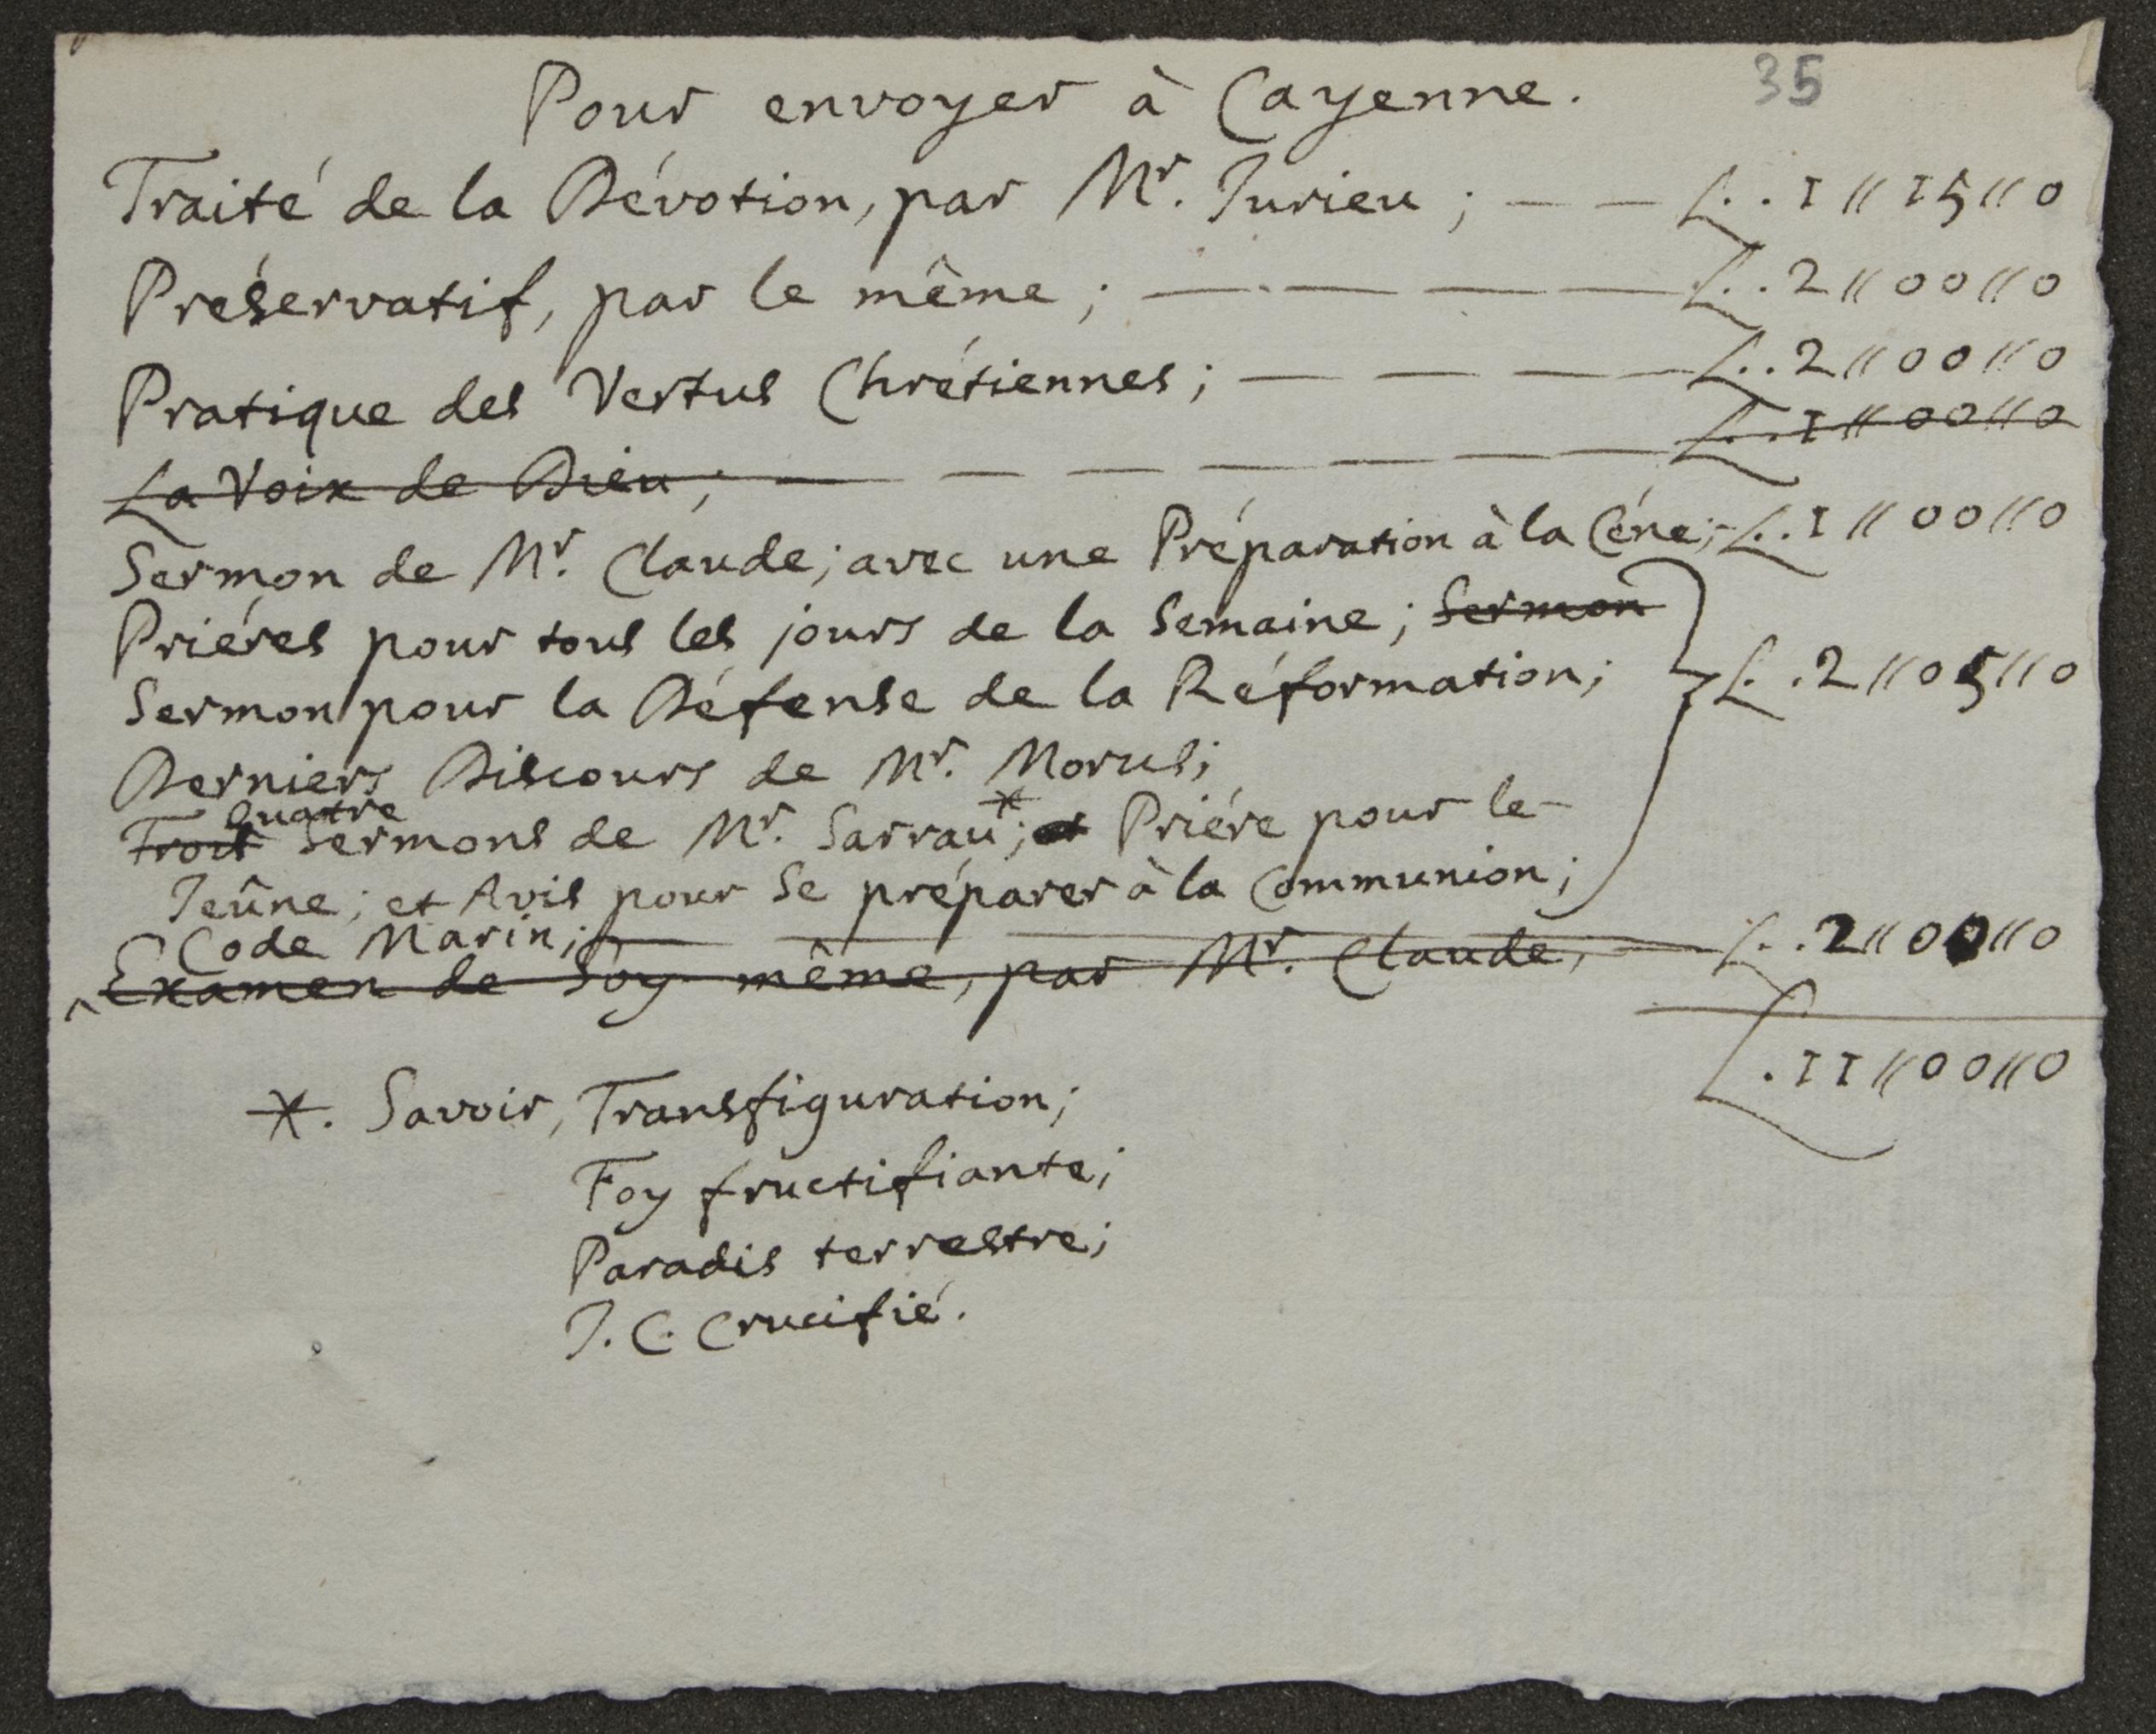 35
Pour envoyer à Cayenne.
Traité de la Dévotion, par Mr. Jurieu; — — L..1〃15〃0
Préservatif, par le même; — — — — L..2〃00〃0
Pratique des Vertus Chrétiennes; — — — — L..2〃00〃0
La Voix de Dieu; — — — — — — L..1〃00〃0
Sermon de Mr. Claude; avec une Préparation à la Céne; L..1〃00〃0
Priéres pour tous les jours de la Semaine; Sermon
Sermon pour la Défense de la Réformation; L..2〃05〃0
Derniers Discours de Mr. Morus;
Quatre
Trois Sermons de Mr. Sarrau*; et Priére pour le
Jeûne; et Avis pour se préparer à la Communion;
Code Marin; — — — — L..2〃00〃0
Examen de Soy-même, par Mr. Claude,
L.11〃00〃0
*. Savoir, Transfiguration;
Foy fructifiante;
Paradis terrestre;
J. C. Crucifié.